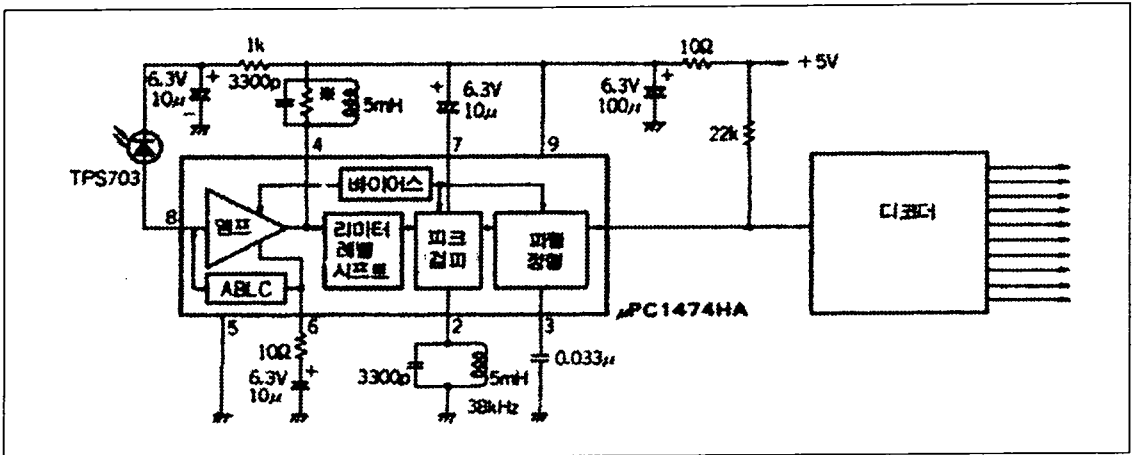 1k
10Ω
+5V
6.3V
10μ
+
-
3300p
※
5mH
+
6.3V
10μ
6.3V
100μ
+
22k
TPS703
4
7
9
8
바이어스
앰프
리미터
레벨
시프트
피크
검파
파형
정형
디코더
ABLC
μPC1474HA
5
6
2
3
10Ω
6.3V
10μ
+
3300p
5mH
38kHz
0.033μ